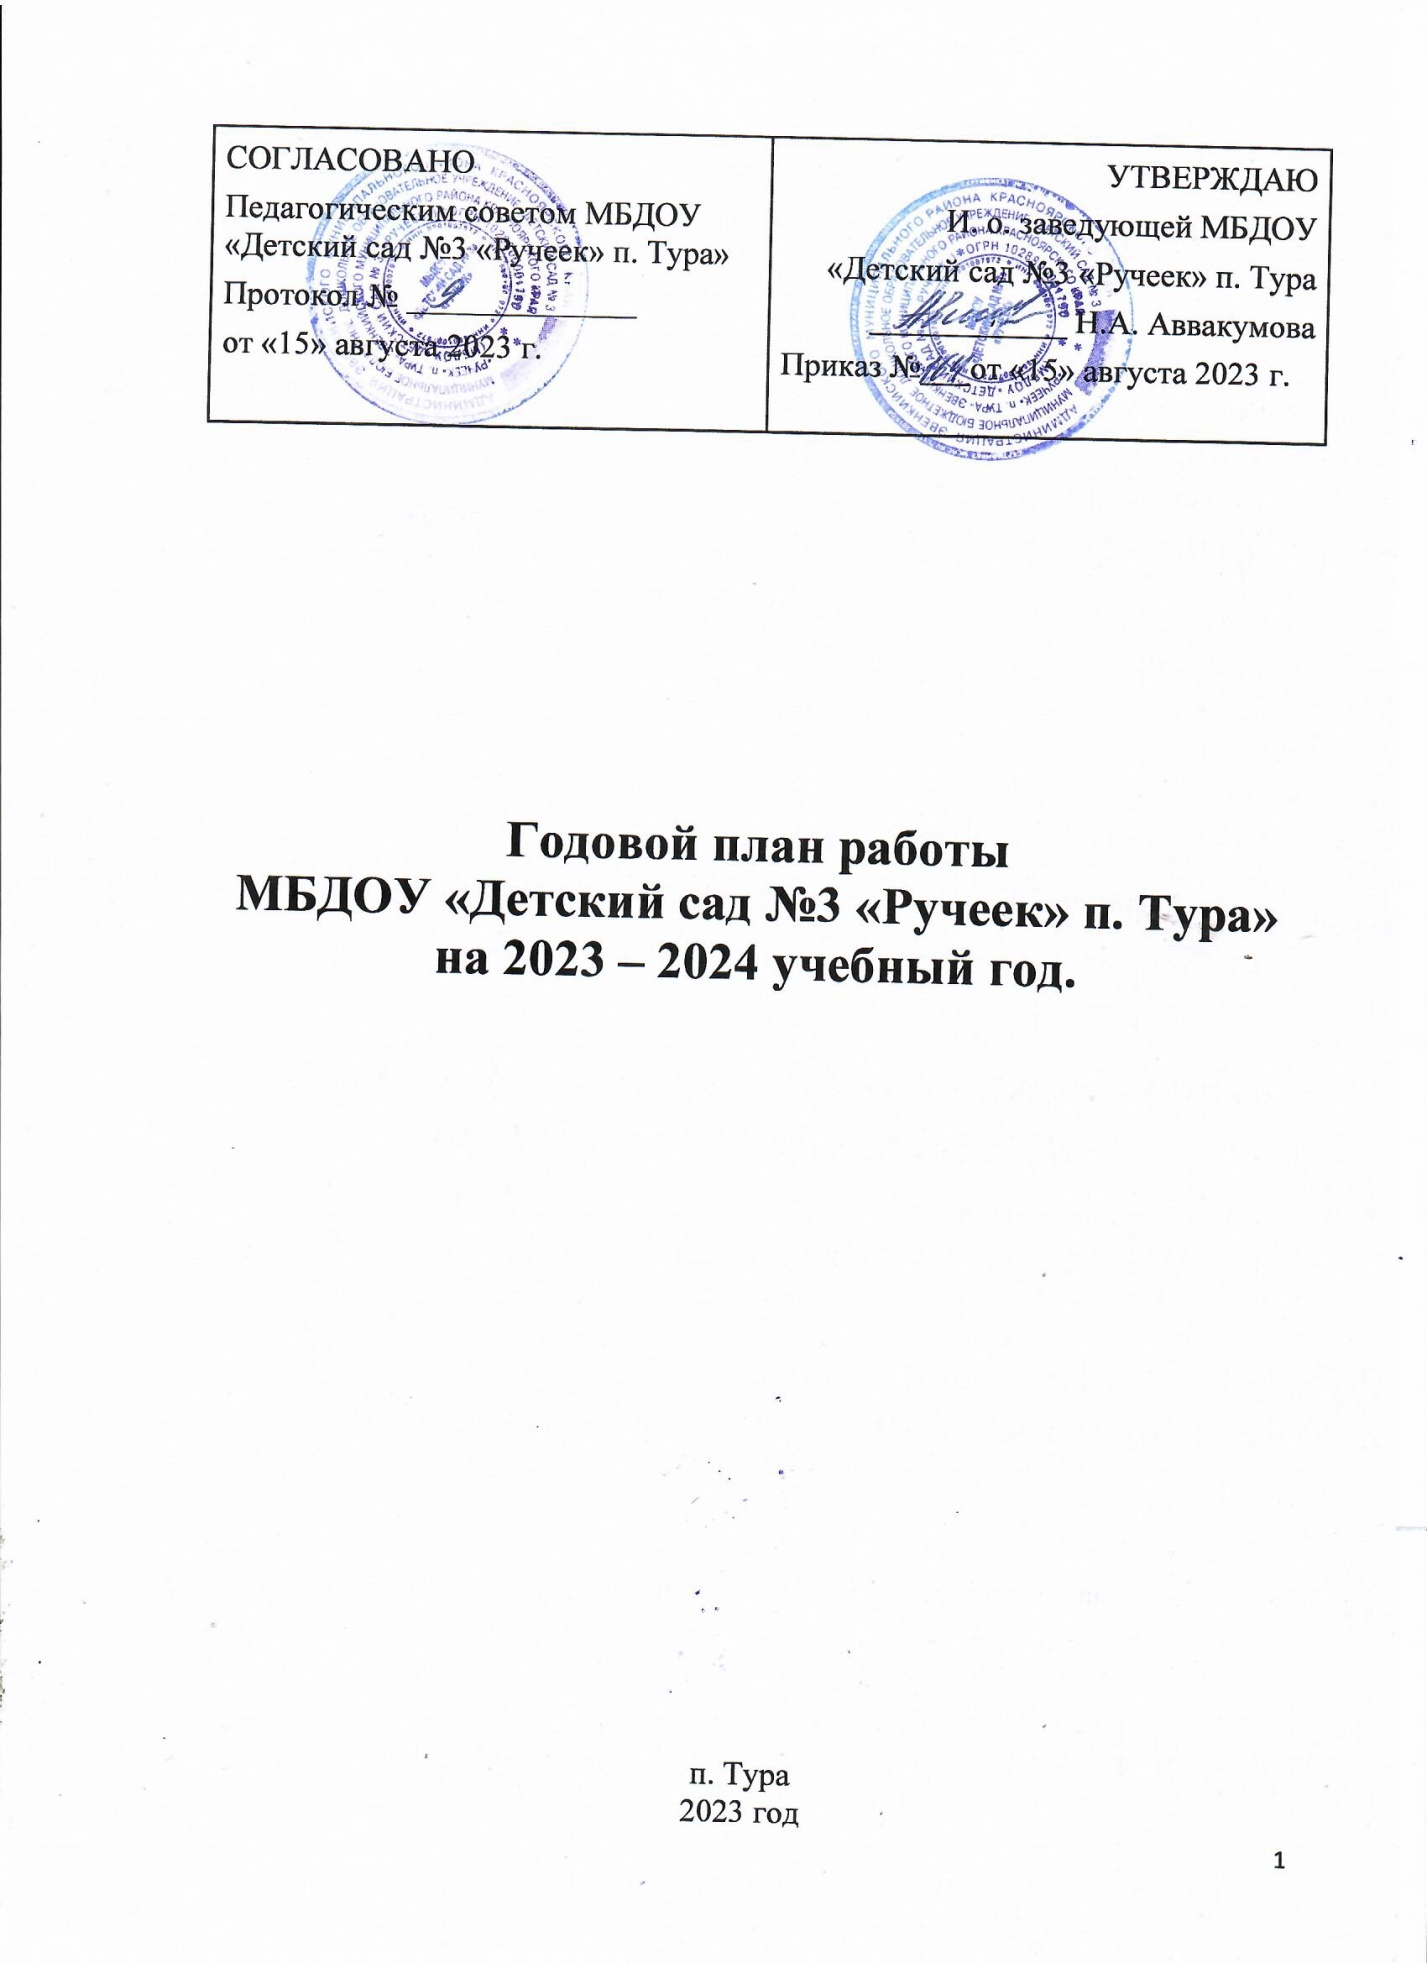 СОГЛАСОВАНО
Педагогическим советом МБДОУ
«Детский сад №3 «Ручеек» п. Тура»
Протокол № 5
от «15» августа 2023 г.
УТВЕРЖДАЮ
И. о. заведующей МБДОУ
«Детский сад №3 «Ручеек» п. Тура
Н.А. Аввакумова
Приказ № от «15» августа 2023 г.
Годовой план работы
МБДОУ «Детский сад №3 «Ручеек» п. Тура»
на 2023 – 2024 учебный год.
п. Тура
2023 год
1